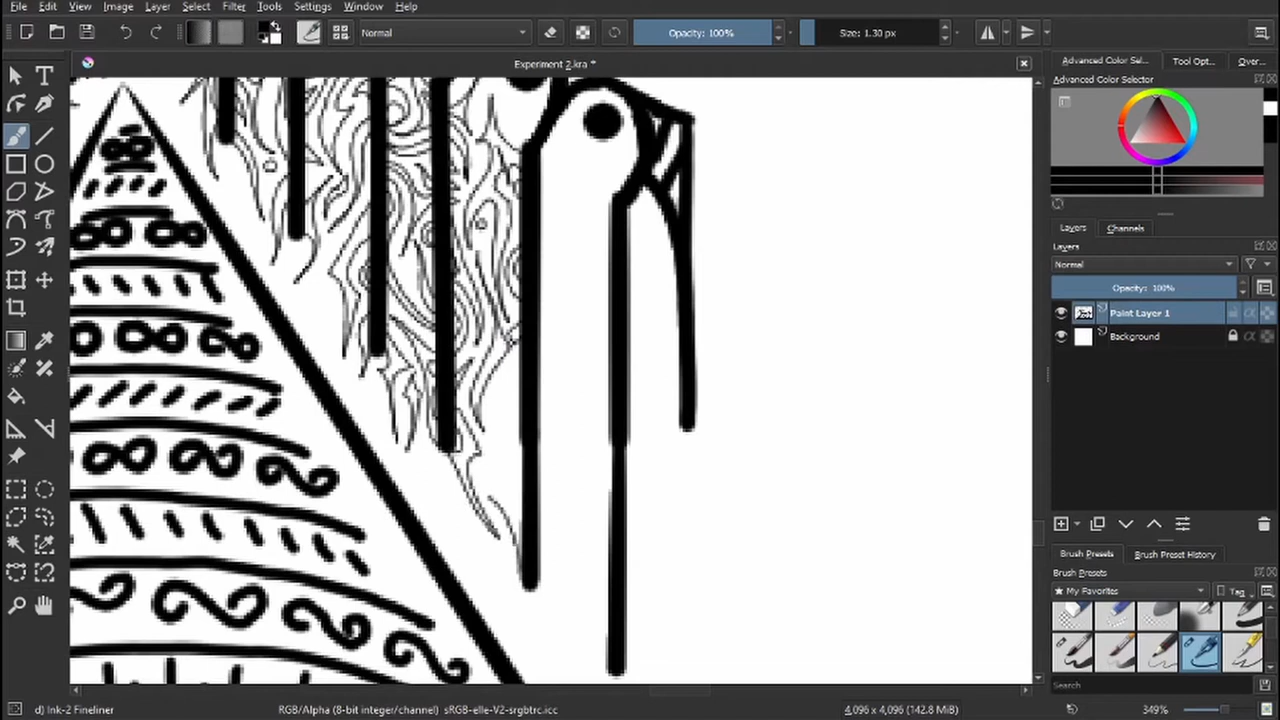 File Edit View Image Layer Select Filter Tools Settings Window Help
Normal Opacity: 100% Size: 1.30 px
Experiment 2.kra *
Advanced Color Sel... Tool Opt... Over...
Advanced Color Selector
Layers Channels
Layers
Normal
Opacity: 100%
Paint Layer 1
Background
Brush Presets Brush Preset History
Brush Presets
My Favorites Tag
Search
d) Ink-2 Fineliner RGB/Alpha (8-bit integer/channel) sRGB-elle-V2-srgbtrc.icc 4,096 x 4,096 (142.8 MiB) 349%